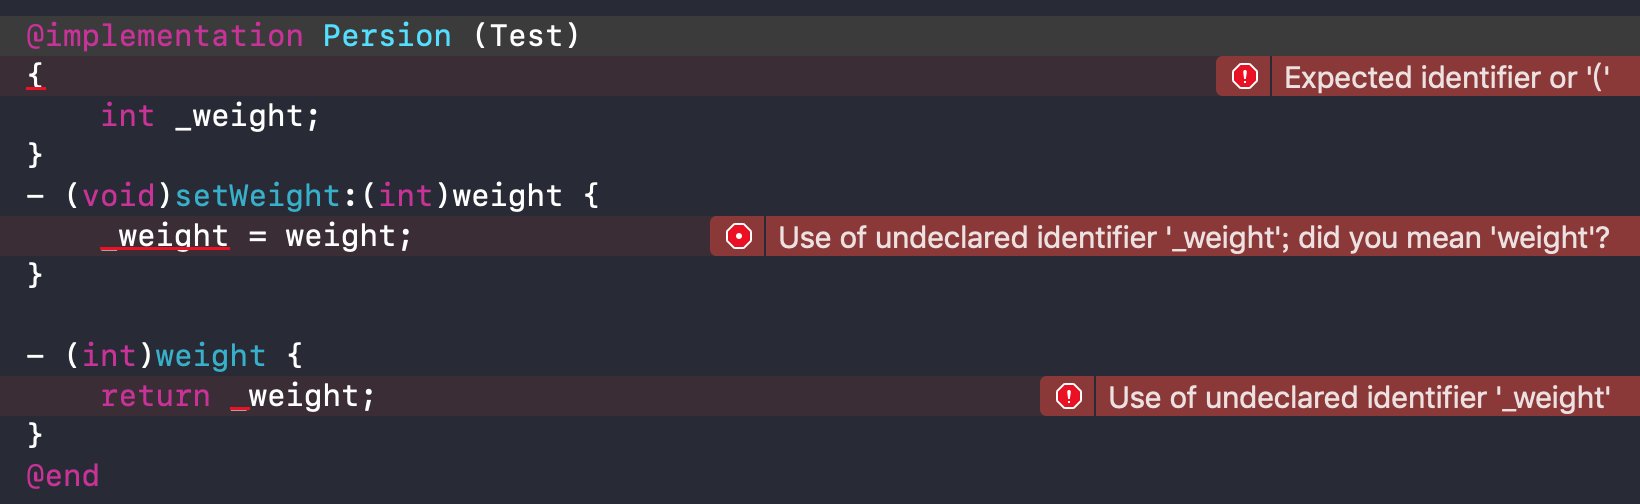 @implementation Persion (Test)
{ Expected identifier or '('
    int _weight;
}
- (void)setWeight:(int)weight {
    _weight = weight; Use of undeclared identifier '_weight'; did you mean 'weight'?
}
- (int)weight {
    return _weight; Use of undeclared identifier '_weight'
}
@end